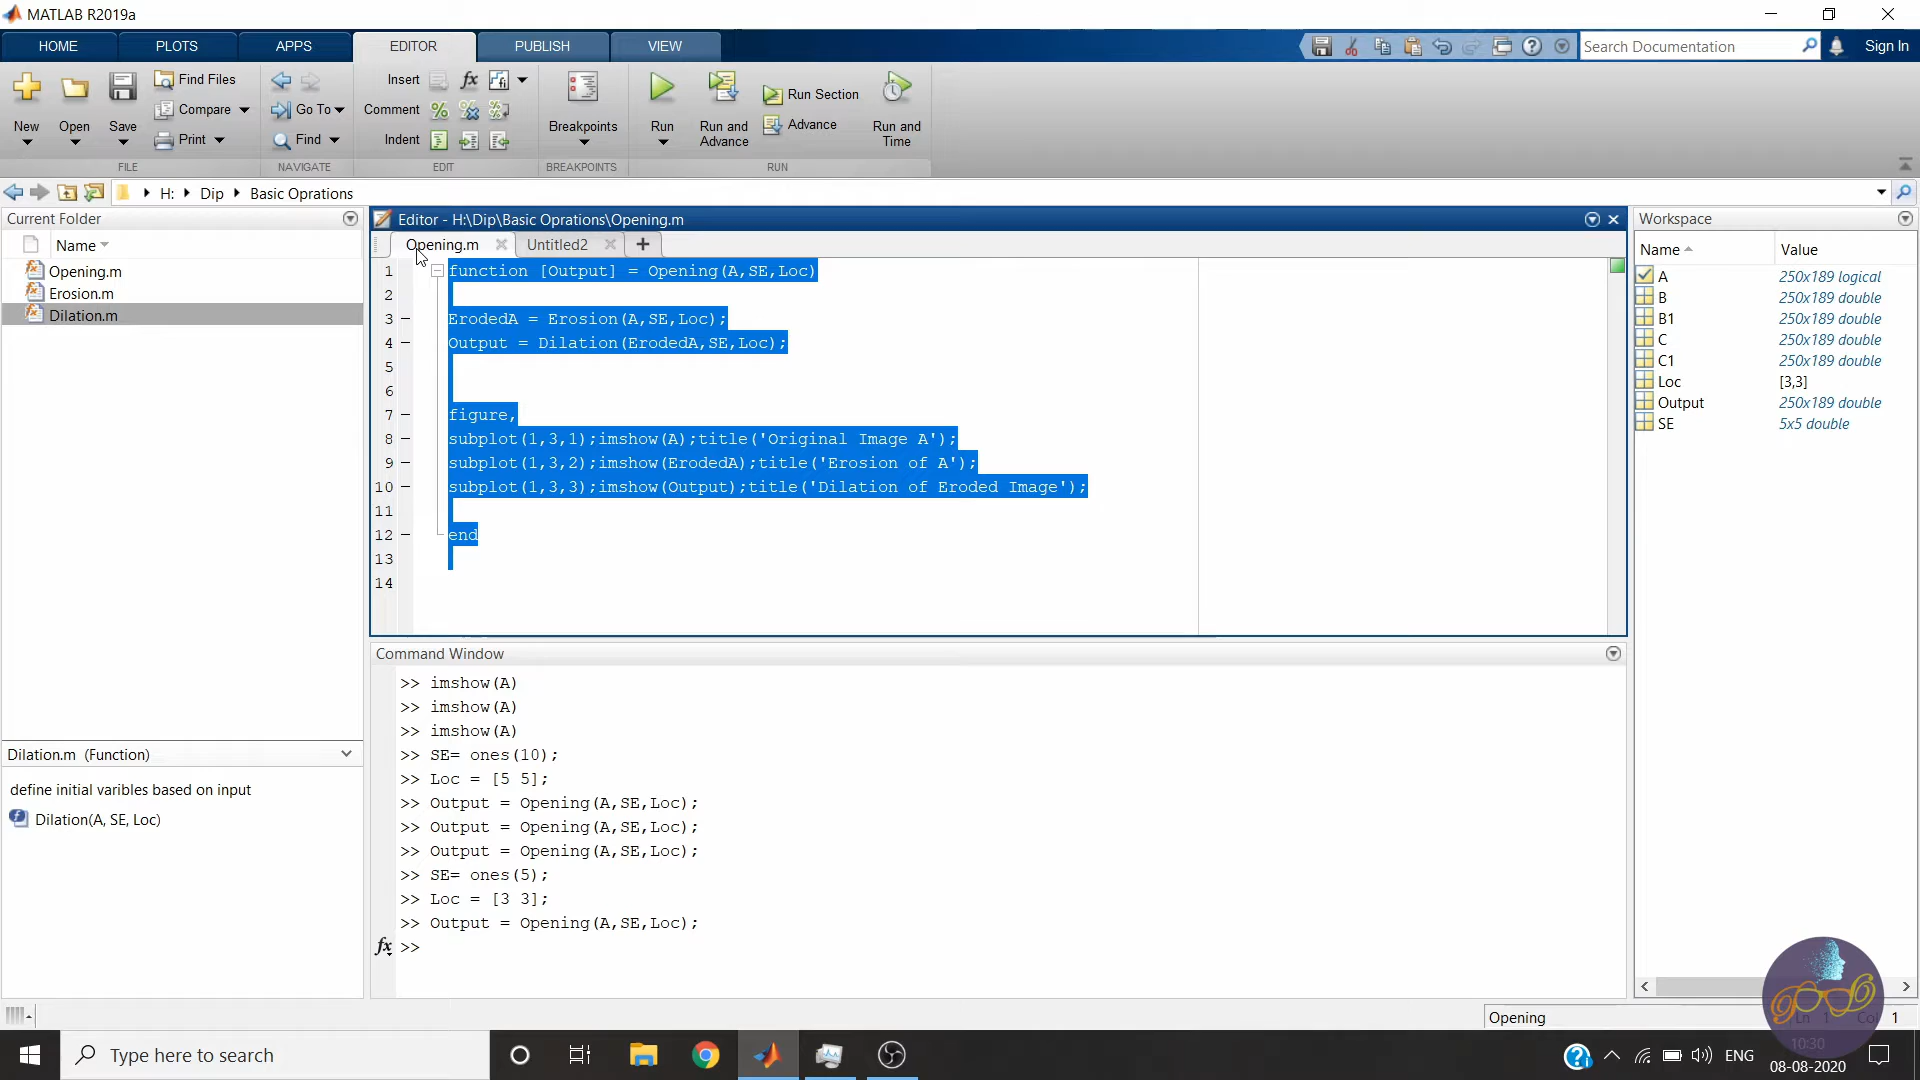 MATLAB R2019a
HOME PLOTS APPS EDITOR PUBLISH VIEW Search Documentation Sign In
New Open Save Find Files Compare Print Go To Find Insert fx Comment Indent Breakpoints Run Run and Advance Run Section Advance Run and Time
FILE NAVIGATE EDIT BREAKPOINTS RUN
H: Dip Basic Oprations
Current Folder
Name
Opening.m
Erosion.m
Dilation.m
Dilation.m (Function)
define initial varibles based on input
Dilation(A, SE, Loc)
Editor - H:\Dip\Basic Oprations\Opening.m
Opening.m Untitled2
1 function [Output] = Opening(A,SE,Loc)
2
3 ErodedA = Erosion(A,SE,Loc);
4 Output = Dilation(ErodedA,SE,Loc);
5
6
7 figure,
8 subplot(1,3,1);imshow(A);title('Original Image A');
9 subplot(1,3,2);imshow(ErodedA);title('Erosion of A');
10 subplot(1,3,3);imshow(Output);title('Dilation of Eroded Image');
11
12 end
13
14
Command Window
>> imshow(A)
>> imshow(A)
>> imshow(A)
>> SE= ones(10);
>> Loc = [5 5];
>> Output = Opening(A,SE,Loc);
>> Output = Opening(A,SE,Loc);
>> Output = Opening(A,SE,Loc);
>> SE= ones(5);
>> Loc = [3 3];
>> Output = Opening(A,SE,Loc);
fx >>
Workspace
Name Value
A 250x189 logical
B 250x189 double
B1 250x189 double
C 250x189 double
C1 250x189 double
Loc [3,3]
Output 250x189 double
SE 5x5 double
Opening Ln 1 Col 1
Type here to search
ENG
10:30
08-08-2020